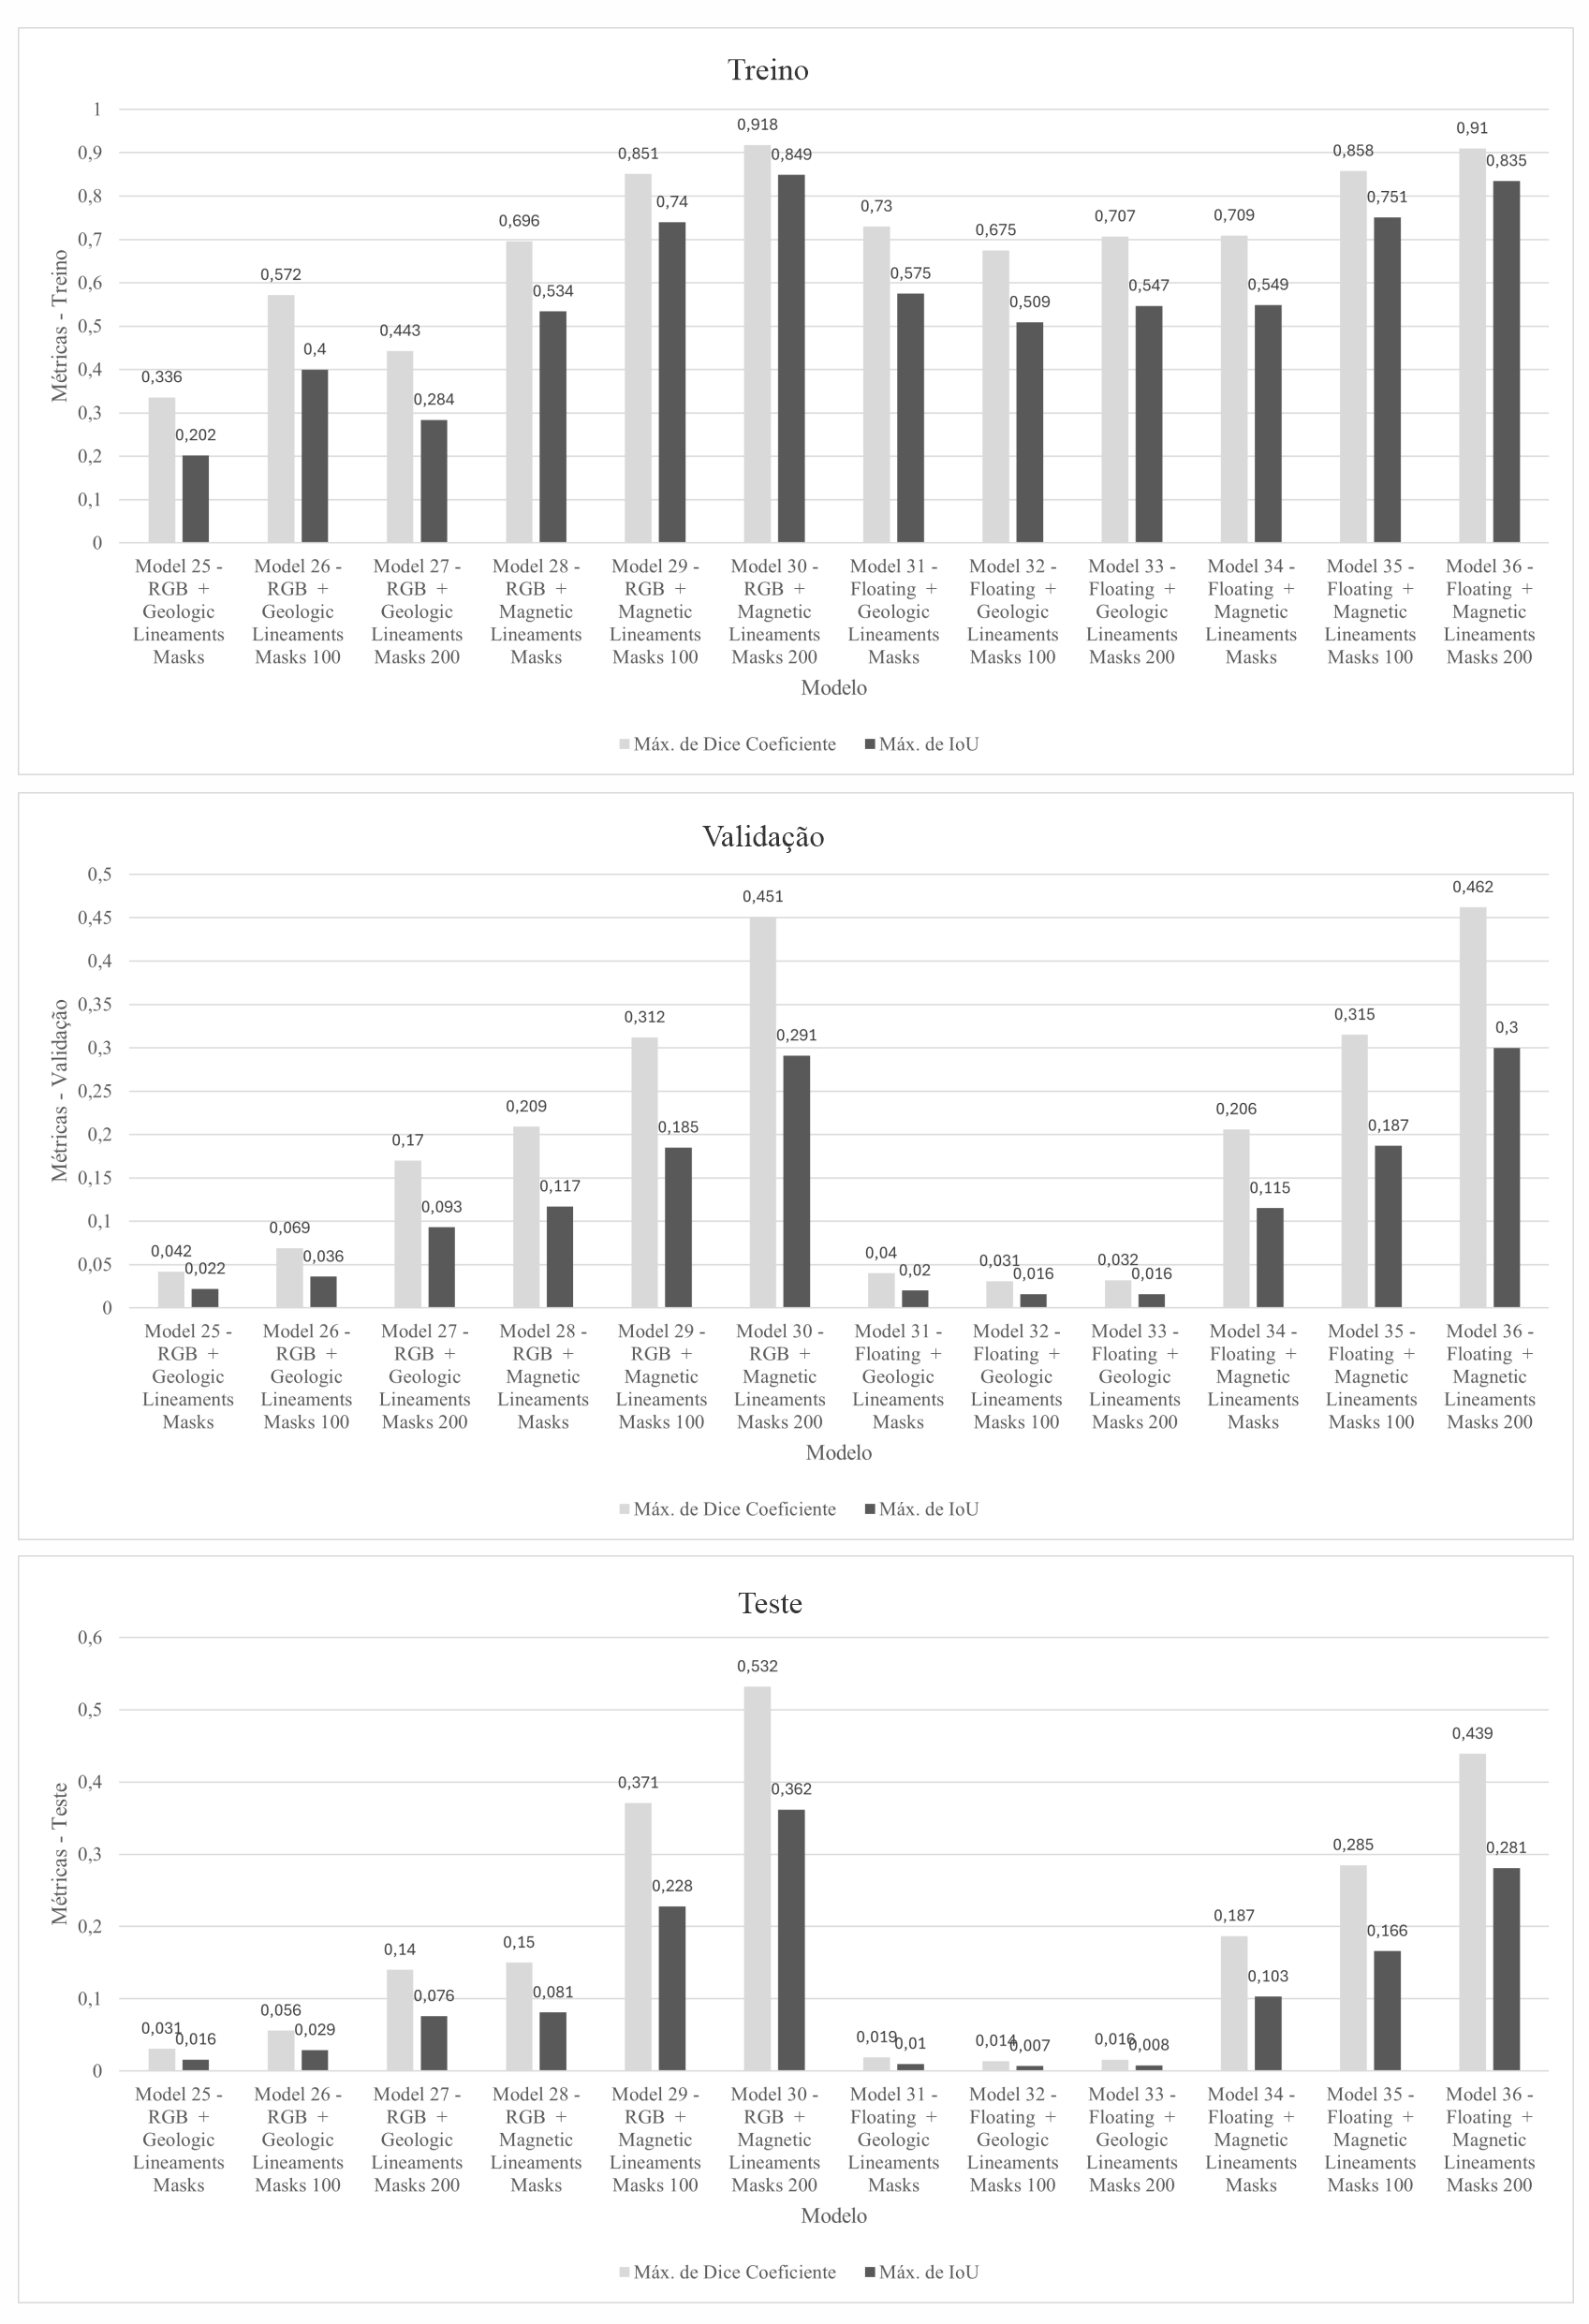 Treino
Métricas - Treino
1
0,9
0,8
0,7
0,6
0,5
0,4
0,3
0,2
0,1
0
0,336
0,202
0,572
0,4
0,443
0,284
0,696
0,534
0,851
0,74
0,918
0,849
0,73
0,575
0,675
0,509
0,707
0,547
0,709
0,549
0,858
0,751
0,91
0,835
Model 25 -
RGB +
Geologic
Lineaments
Masks
Model 26 -
RGB +
Geologic
Lineaments
Masks 100
Model 27 -
RGB +
Geologic
Lineaments
Masks 200
Model 28 -
RGB +
Magnetic
Lineaments
Masks
Model 29 -
RGB +
Magnetic
Lineaments
Masks 100
Model 30 -
RGB +
Magnetic
Lineaments
Masks 200
Model 31 -
Floating +
Geologic
Lineaments
Masks
Model 32 -
Floating +
Geologic
Lineaments
Masks 100
Model 33 -
Floating +
Geologic
Lineaments
Masks 200
Model 34 -
Floating +
Magnetic
Lineaments
Masks
Model 35 -
Floating +
Magnetic
Lineaments
Masks 100
Model 36 -
Floating +
Magnetic
Lineaments
Masks 200
Modelo
Máx. de Dice Coeficiente
Máx. de IoU
Validação
Métricas - Validação
0,5
0,45
0,4
0,35
0,3
0,25
0,2
0,15
0,1
0,05
0
0,042
0,022
0,069
0,036
0,17
0,093
0,209
0,117
0,312
0,185
0,451
0,291
0,04
0,02
0,031
0,016
0,032
0,016
0,206
0,115
0,315
0,187
0,462
0,3
Model 25 -
RGB +
Geologic
Lineaments
Masks
Model 26 -
RGB +
Geologic
Lineaments
Masks 100
Model 27 -
RGB +
Geologic
Lineaments
Masks 200
Model 28 -
RGB +
Magnetic
Lineaments
Masks
Model 29 -
RGB +
Magnetic
Lineaments
Masks 100
Model 30 -
RGB +
Magnetic
Lineaments
Masks 200
Model 31 -
Floating +
Geologic
Lineaments
Masks
Model 32 -
Floating +
Geologic
Lineaments
Masks 100
Model 33 -
Floating +
Geologic
Lineaments
Masks 200
Model 34 -
Floating +
Magnetic
Lineaments
Masks
Model 35 -
Floating +
Magnetic
Lineaments
Masks 100
Model 36 -
Floating +
Magnetic
Lineaments
Masks 200
Modelo
Máx. de Dice Coeficiente
Máx. de IoU
Teste
Métricas - Teste
0,6
0,5
0,4
0,3
0,2
0,1
0
0,031
0,016
0,056
0,029
0,14
0,076
0,15
0,081
0,371
0,228
0,532
0,362
0,019
0,01
0,014
0,007
0,016
0,008
0,187
0,103
0,285
0,166
0,439
0,281
Model 25 -
RGB +
Geologic
Lineaments
Masks
Model 26 -
RGB +
Geologic
Lineaments
Masks 100
Model 27 -
RGB +
Geologic
Lineaments
Masks 200
Model 28 -
RGB +
Magnetic
Lineaments
Masks
Model 29 -
RGB +
Magnetic
Lineaments
Masks 100
Model 30 -
RGB +
Magnetic
Lineaments
Masks 200
Model 31 -
Floating +
Geologic
Lineaments
Masks
Model 32 -
Floating +
Geologic
Lineaments
Masks 100
Model 33 -
Floating +
Geologic
Lineaments
Masks 200
Model 34 -
Floating +
Magnetic
Lineaments
Masks
Model 35 -
Floating +
Magnetic
Lineaments
Masks 100
Model 36 -
Floating +
Magnetic
Lineaments
Masks 200
Modelo
Máx. de Dice Coeficiente
Máx. de IoU